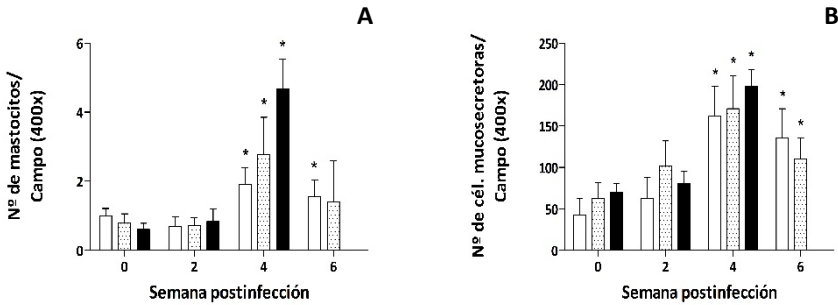 A
Nº de mastocitos/
Campo (400x)
6
4
2
0
* * * *
0 2 4 6
Semana postinfección
B
Nº de cél. mucosecretoras/
Campo (400x)
250
200
150
100
50
0
* * * * *
0 2 4 6
Semana postinfección